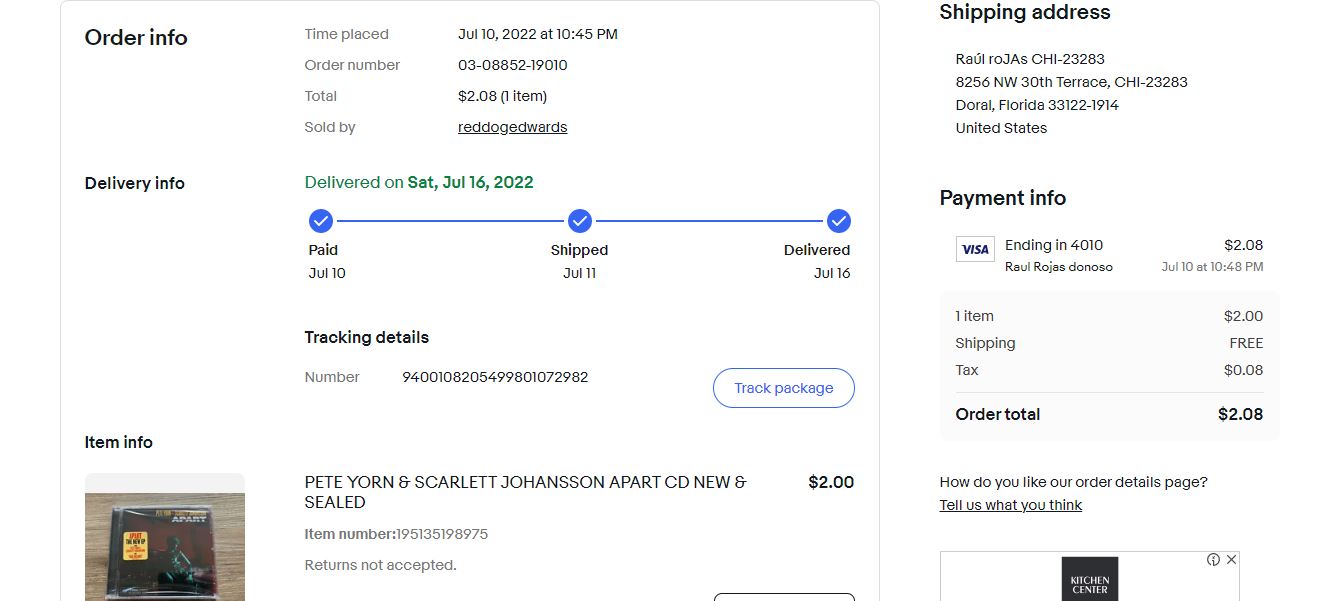 Order info
Time placed Jul 10, 2022 at 10:45 PM
Order number 03-08852-19010
Total $2.08 (1 item)
Sold by reddogedwards
Delivery info
Delivered on Sat, Jul 16, 2022
Paid Shipped Delivered
Jul 10 Jul 11 Jul 16
Tracking details
Number 9400108205499801072982
Track package
Item info
PETE YORN & SCARLETT JOHANSSON APART CD NEW &
SEALED
$2.00
Item number:195135198975
Returns not accepted.
APART
APART
THE NEW EP
Shipping address
Raúl roJAs CHI-23283
8256 NW 30th Terrace, CHI-23283
Doral, Florida 33122-1914
United States
Payment info
VISA Ending in 4010 $2.08
Raul Rojas donoso Jul 10 at 10:48 PM
1 item $2.00
Shipping FREE
Tax $0.08
Order total $2.08
How do you like our order details page?
Tell us what you think
KITCHEN
CENTER